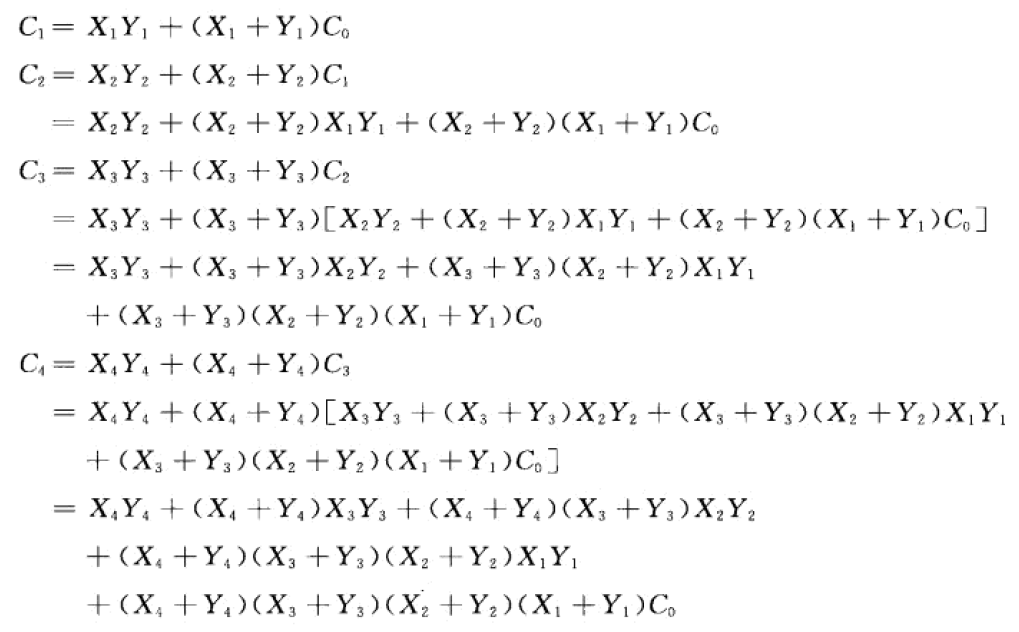 C₁ = X₁Y₁ + (X₁ + Y₁)C₀
C₂ = X₂Y₂ + (X₂ + Y₂)C₁
= X₂Y₂ + (X₂ + Y₂)X₁Y₁ + (X₂ + Y₂)(X₁ + Y₁)C₀
C₃ = X₃Y₃ + (X₃ + Y₃)C₂
= X₃Y₃ + (X₃ + Y₃)[X₂Y₂ + (X₂ + Y₂)X₁Y₁ + (X₂ + Y₂)(X₁ + Y₁)C₀]
= X₃Y₃ + (X₃ + Y₃)X₂Y₂ + (X₃ + Y₃)(X₂ + Y₂)X₁Y₁
+ (X₃ + Y₃)(X₂ + Y₂)(X₁ + Y₁)C₀
C₄ = X₄Y₄ + (X₄ + Y₄)C₃
= X₄Y₄ + (X₄ + Y₄)[X₃Y₃ + (X₃ + Y₃)X₂Y₂ + (X₃ + Y₃)(X₂ + Y₂)X₁Y₁
+ (X₃ + Y₃)(X₂ + Y₂)(X₁ + Y₁)C₀]
= X₄Y₄ + (X₄ + Y₄)X₃Y₃ + (X₄ + Y₄)(X₃ + Y₃)X₂Y₂
+ (X₄ + Y₄)(X₃ + Y₃)(X₂ + Y₂)X₁Y₁
+ (X₄ + Y₄)(X₃ + Y₃)(X₂ + Y₂)(X₁ + Y₁)C₀